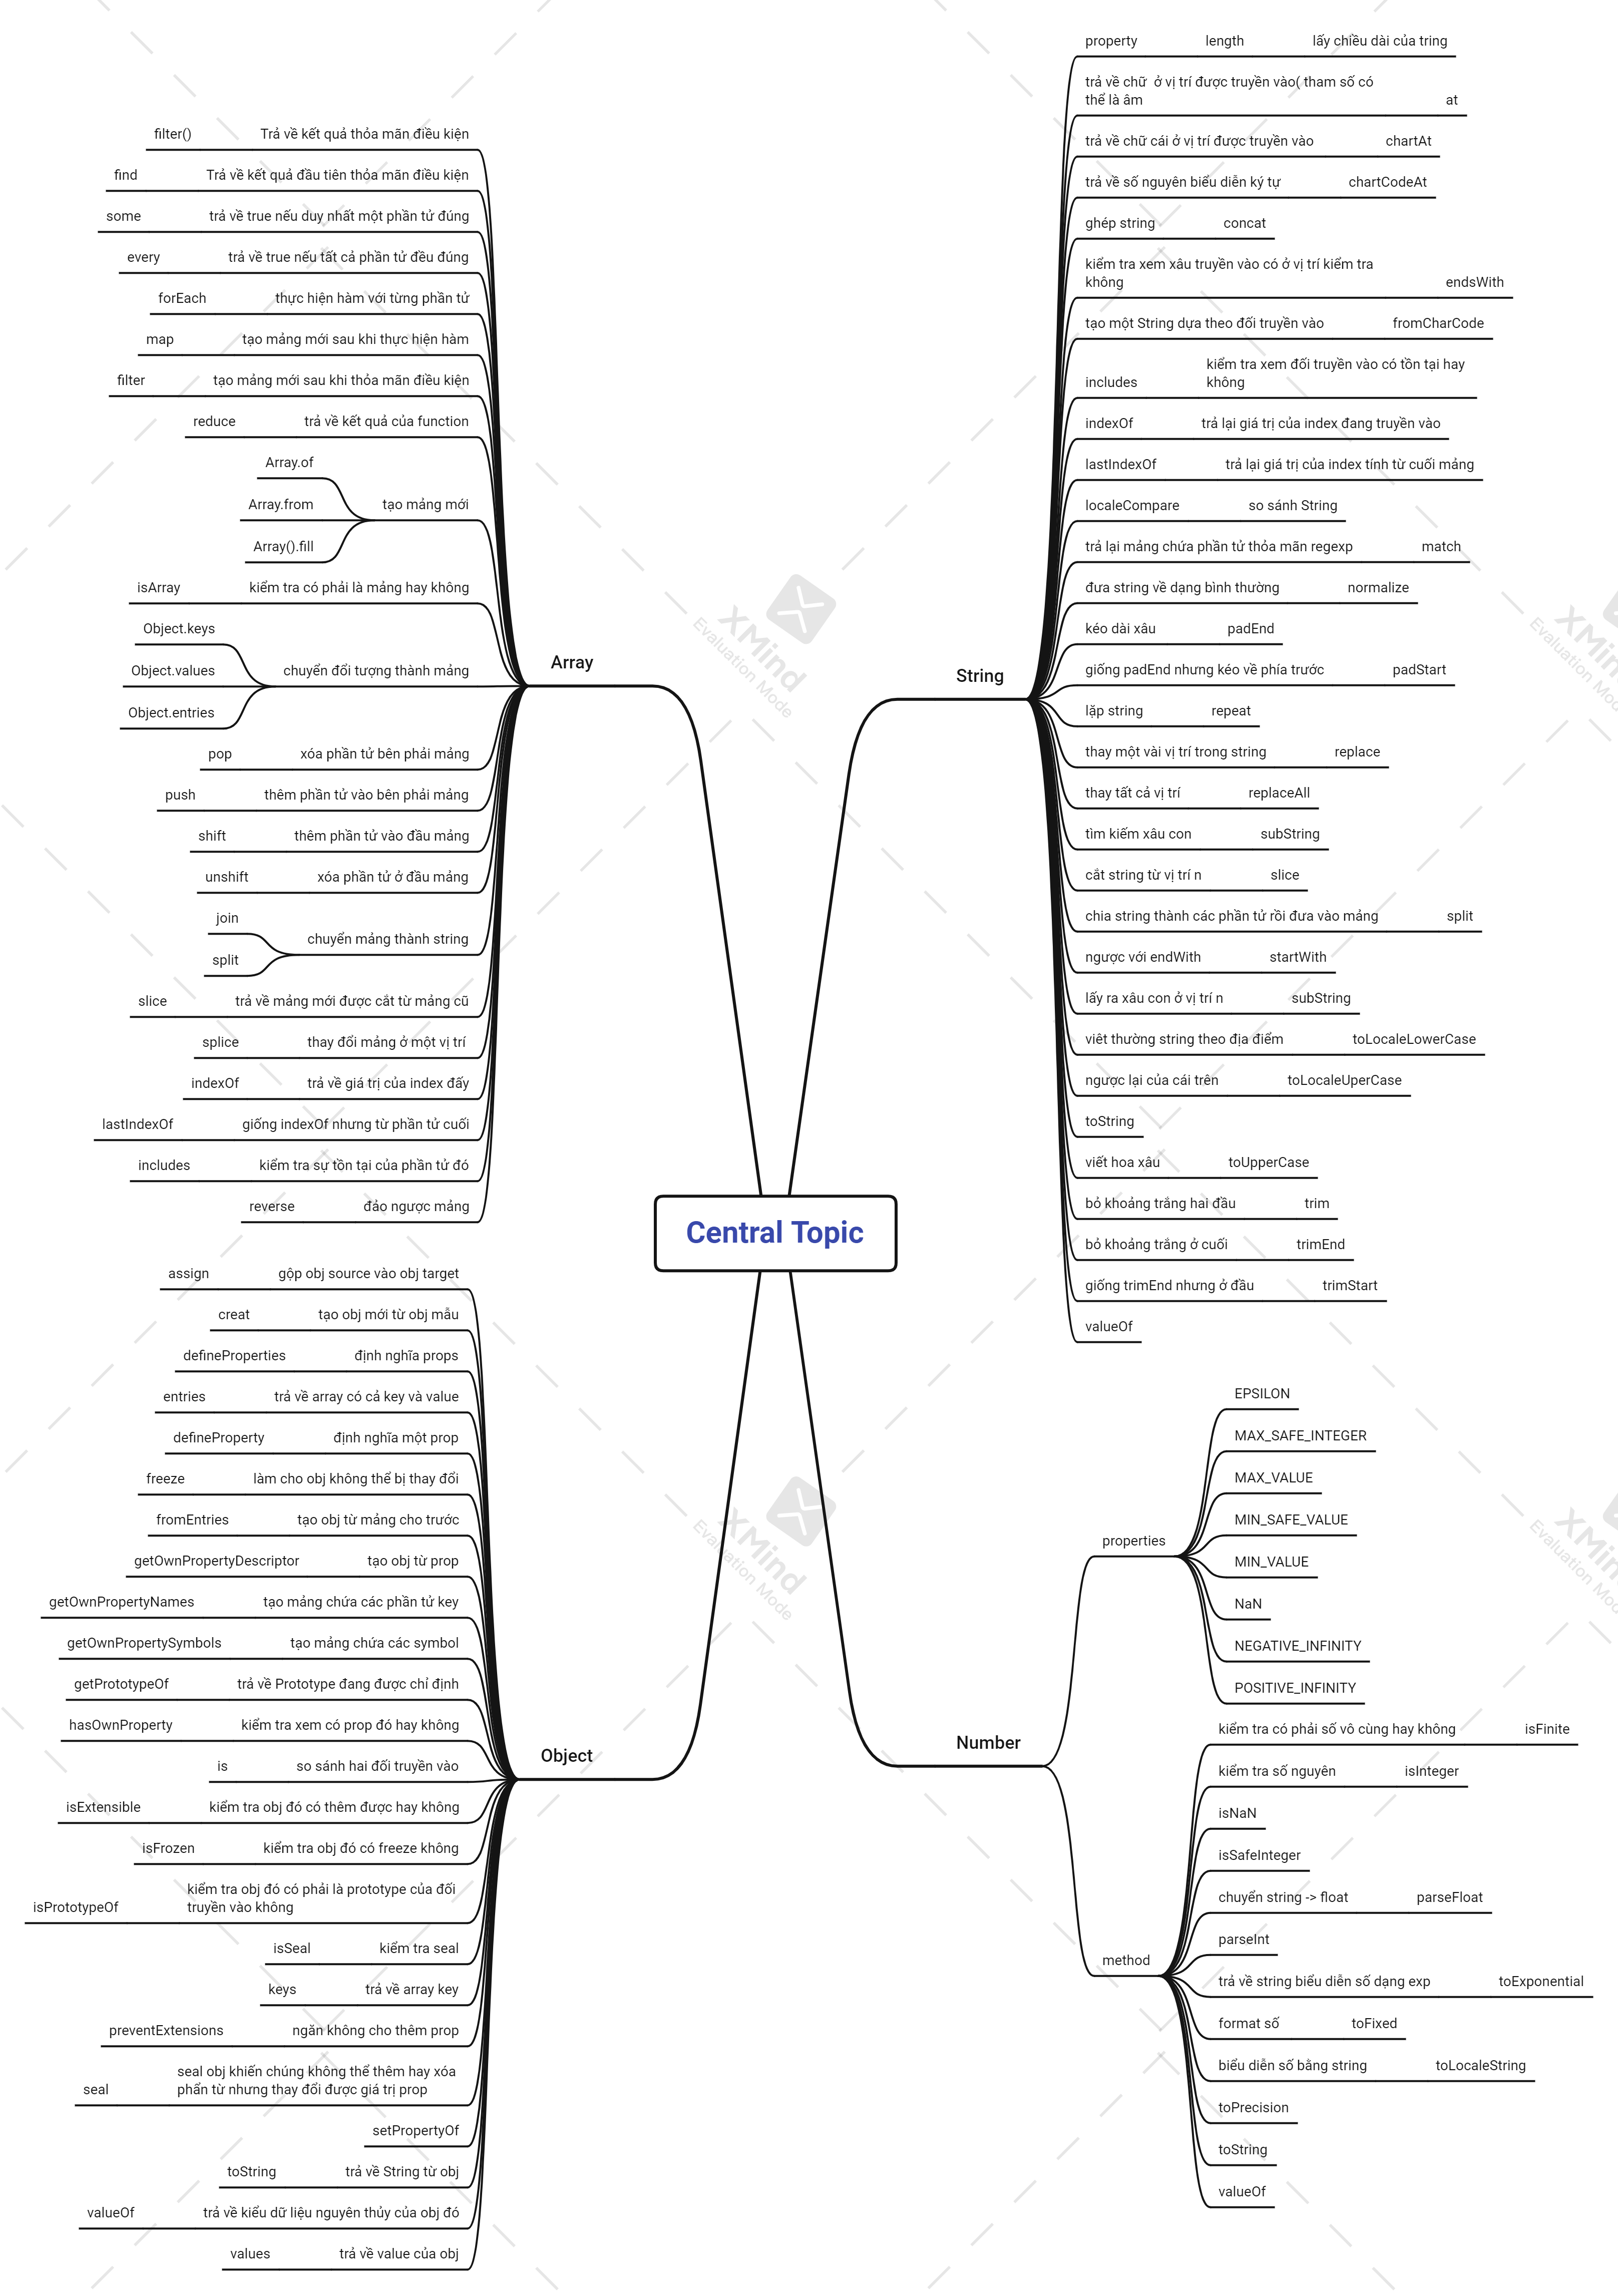 Central Topic
Array
filter() Trả về kết quả thỏa mãn điều kiện
find Trả về kết quả đầu tiên thỏa mãn điều kiện
some trả về true nếu duy nhất một phần tử đúng
every trả về true nếu tất cả phần tử đều đúng
forEach thực hiện hàm với từng phần tử
map tạo mảng mới sau khi thực hiện hàm
filter tạo mảng mới sau khi thỏa mãn điều kiện
reduce trả về kết quả của function
tạo mảng mới
Array.of
Array.from
Array().fill
isArray kiểm tra có phải là mảng hay không
chuyển đổi tượng thành mảng
Object.keys
Object.values
Object.entries
pop xóa phần tử bên phải mảng
push thêm phần tử vào bên phải mảng
shift thêm phần tử vào đầu mảng
unshift xóa phần tử ở đầu mảng
chuyển mảng thành string
join
split
slice trả về mảng mới được cắt từ mảng cũ
splice thay đổi mảng ở một vị trí
indexOf trả về giá trị của index đấy
lastIndexOf giống indexOf nhưng từ phần tử cuối
includes kiểm tra sự tồn tại của phần tử đó
reverse đảo ngược mảng
Object
assign gộp obj source vào obj target
creat tạo obj mới từ obj mẫu
defineProperties định nghĩa props
entries trả về array có cả key và value
defineProperty định nghĩa một prop
freeze làm cho obj không thể bị thay đổi
fromEntries tạo obj từ mảng cho trước
getOwnPropertyDescriptor tạo obj từ prop
getOwnPropertyNames tạo mảng chứa các phần tử key
getOwnPropertySymbols tạo mảng chứa các symbol
getPrototypeOf trả về Prototype đang được chỉ định
hasOwnProperty kiểm tra xem có prop đó hay không
is so sánh hai đối truyền vào
isExtensible kiểm tra obj đó có thêm được hay không
isFrozen kiểm tra obj đó có freeze không
kiểm tra obj đó có phải là prototype của đối
isPrototypeOf truyền vào không
isSeal kiểm tra seal
keys trả về array key
preventExtensions ngăn không cho thêm prop
seal obj khiến chúng không thể thêm hay xóa
seal phẩn từ nhưng thay đổi được giá trị prop
setPropertyOf
toString trả về String từ obj
valueOf trả về kiểu dữ liệu nguyên thủy của obj đó
values trả về value của obj
String
property length lấy chiều dài của tring
trả về chữ ở vị trí được truyền vào( tham số có
thể là âm at
trả về chữ cái ở vị trí được truyền vào chartAt
trả về số nguyên biểu diễn ký tự chartCodeAt
ghép string concat
kiểm tra xem xâu truyền vào có ở vị trí kiểm tra
không endsWith
tạo một String dựa theo đối truyền vào fromCharCode
kiểm tra xem đối truyền vào có tồn tại hay
includes không
indexOf trả lại giá trị của index đang truyền vào
lastIndexOf trả lại giá trị của index tính từ cuối mảng
localeCompare so sánh String
trả lại mảng chứa phần tử thỏa mãn regexp match
đưa string về dạng bình thường normalize
kéo dài xâu padEnd
giống padEnd nhưng kéo về phía trước padStart
lặp string repeat
thay một vài vị trí trong string replace
thay tất cả vị trí replaceAll
tìm kiếm xâu con subString
cắt string từ vị trí n slice
chia string thành các phần tử rồi đưa vào mảng split
ngược với endWith startWith
lấy ra xâu con ở vị trí n subString
viêt thường string theo địa điểm toLocaleLowerCase
ngược lại của cái trên toLocaleUperCase
toString
viết hoa xâu toUpperCase
bỏ khoảng trắng hai đầu trim
bỏ khoảng trắng ở cuối trimEnd
giống trimEnd nhưng ở đầu trimStart
valueOf
Number
properties
EPSILON
MAX_SAFE_INTEGER
MAX_VALUE
MIN_SAFE_VALUE
MIN_VALUE
NaN
NEGATIVE_INFINITY
POSITIVE_INFINITY
method
kiểm tra có phải số vô cùng hay không isFinite
kiểm tra số nguyên isInteger
isNaN
isSafeInteger
chuyển string -> float parseFloat
parseInt
trả về string biểu diễn số dạng exp toExponential
format số toFixed
biểu diễn số bằng string toLocaleString
toPrecision
toString
valueOf
XMind
Evaluation Mode
XMind
Evaluation Mode